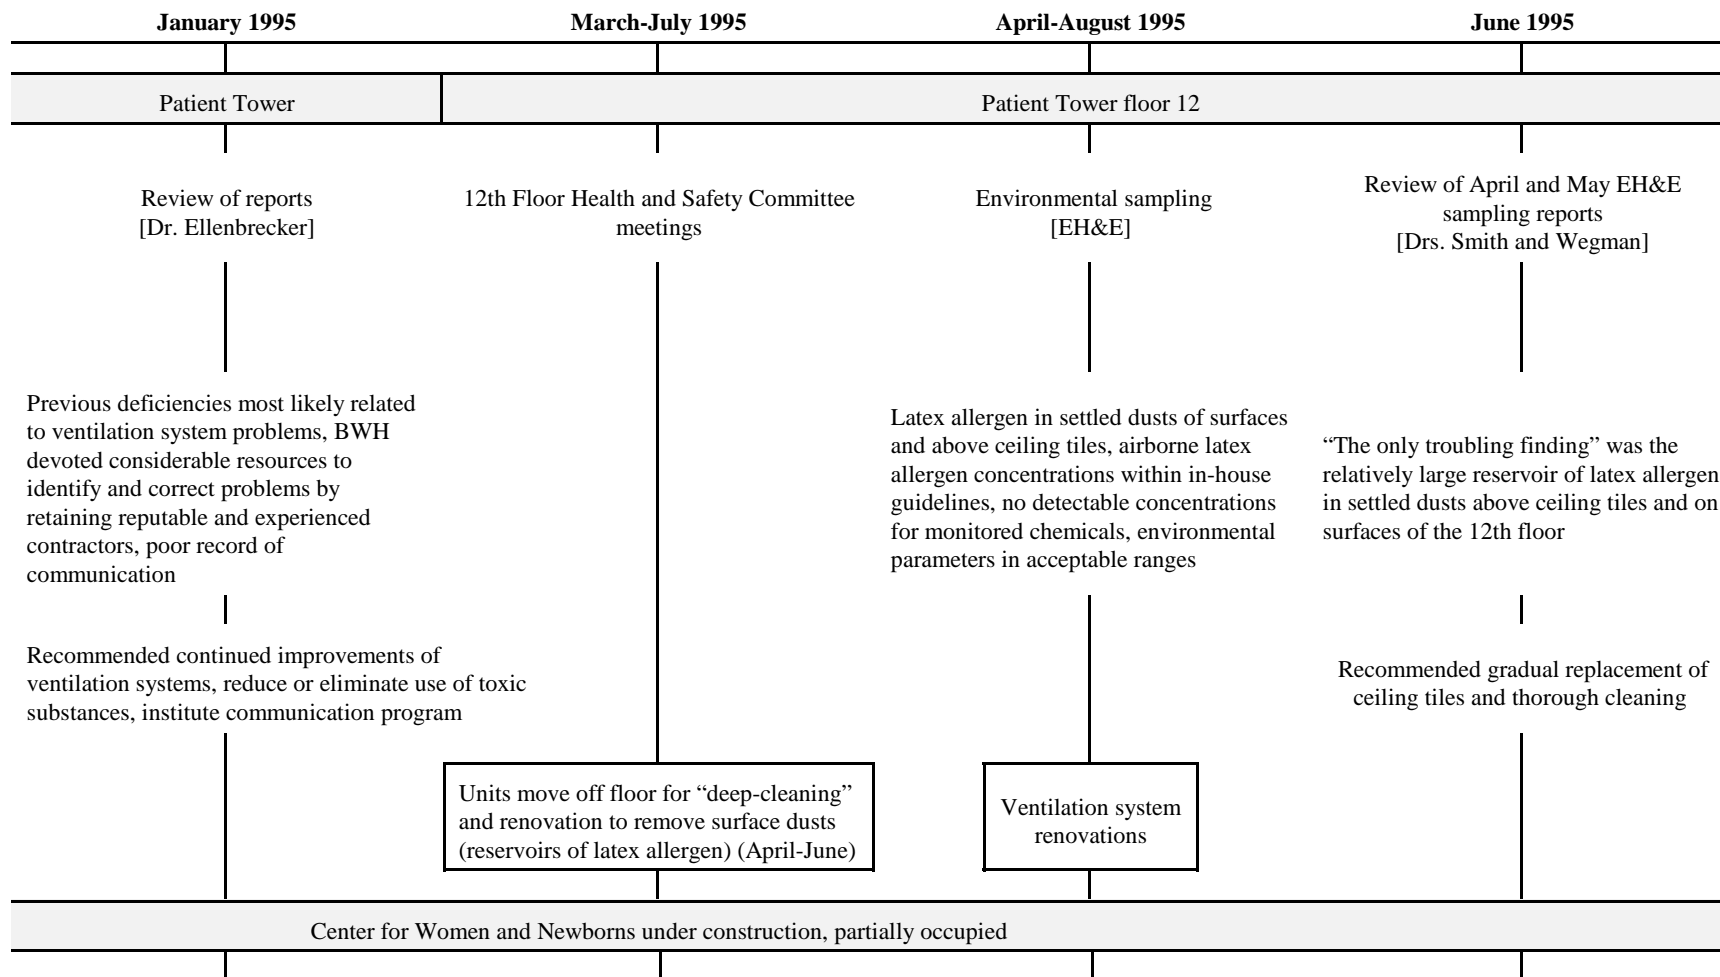 January 1995
March-July 1995
April-August 1995
June 1995
Patient Tower
Patient Tower floor 12
Review of reports
[Dr. Ellenbrecker]
12th Floor Health and Safety Committee
meetings
Environmental sampling
[EH&E]
Review of April and May EH&E
sampling reports
[Drs. Smith and Wegman]
Previous deficiencies most likely related
to ventilation system problems, BWH
devoted considerable resources to
identify and correct problems by
retaining reputable and experienced
contractors, poor record of
communication
Latex allergen in settled dusts of surfaces
and above ceiling tiles, airborne latex
allergen concentrations within in-house
guidelines, no detectable concentrations
for monitored chemicals, environmental
parameters in acceptable ranges
“The only troubling finding” was the
relatively large reservoir of latex allergen
in settled dusts above ceiling tiles and on
surfaces of the 12th floor
Recommended continued improvements of
ventilation systems, reduce or eliminate use of toxic
substances, institute communication program
Recommended gradual replacement of
ceiling tiles and thorough cleaning
Units move off floor for “deep-cleaning”
and renovation to remove surface dusts
(reservoirs of latex allergen) (April-June)
Ventilation system
renovations
Center for Women and Newborns under construction, partially occupied